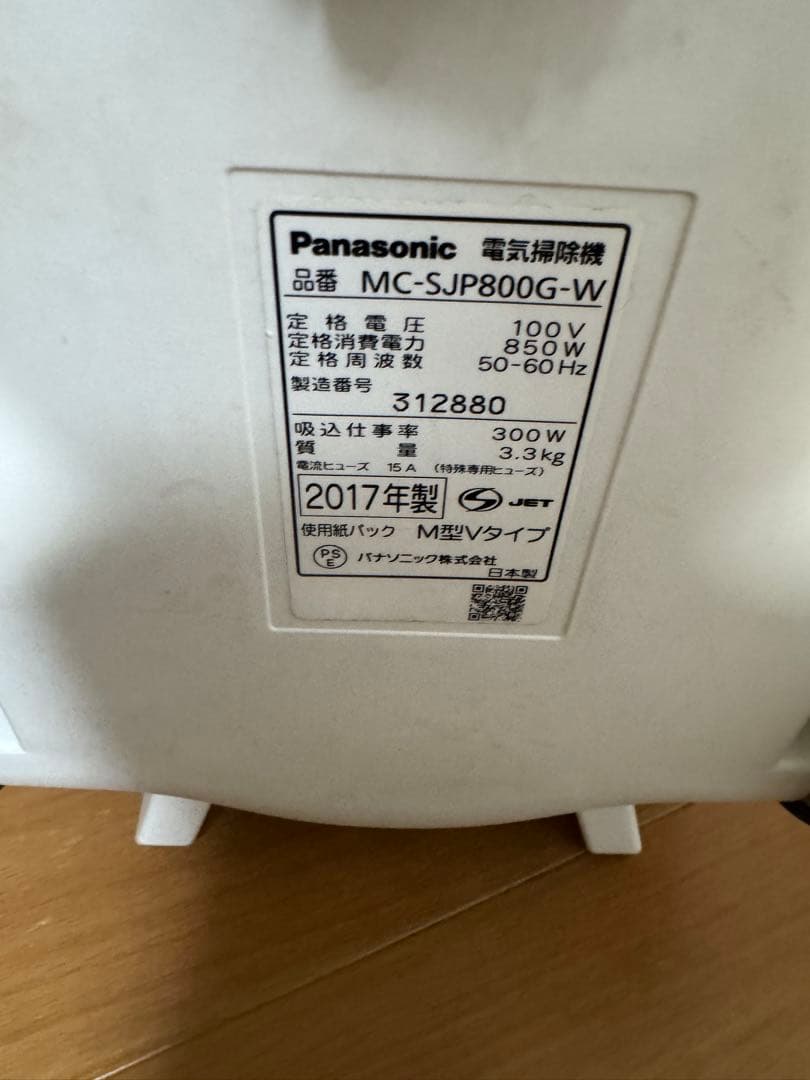 Panasonic 電気掃除機
品番 MC-SJP800G-W
定格電圧 100V
定格消費電力 850W
定格周波数 50-60Hz
製造番号
312880
吸込仕事率 300W
質量 3.3kg
電流ヒューズ 15A (特殊専用ヒューズ)
2017年製 JET
使用紙パック M型Vタイプ
PSE パナソニック株式会社
日本製